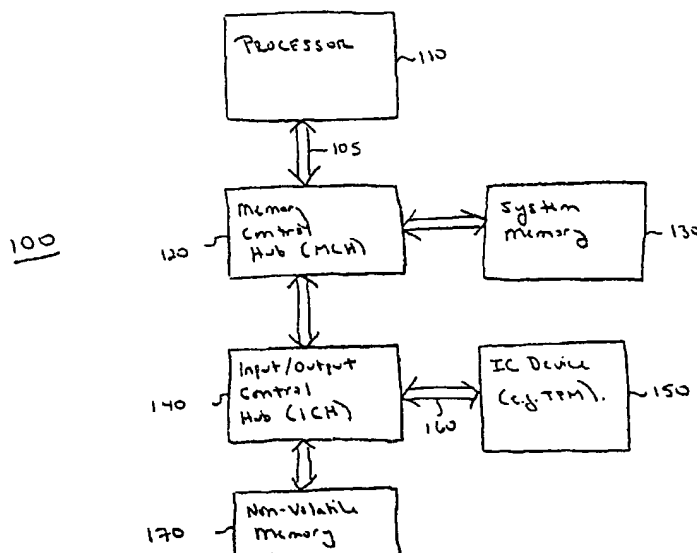 PROCESSOR
110
105
Memory
Control
Hub (MCH)
120
System
Memory
130
100
Input/Output
Control
Hub (ICH)
140
IC Device
(e.g. TPM).
150
160
Non-Volatile
Memory
170